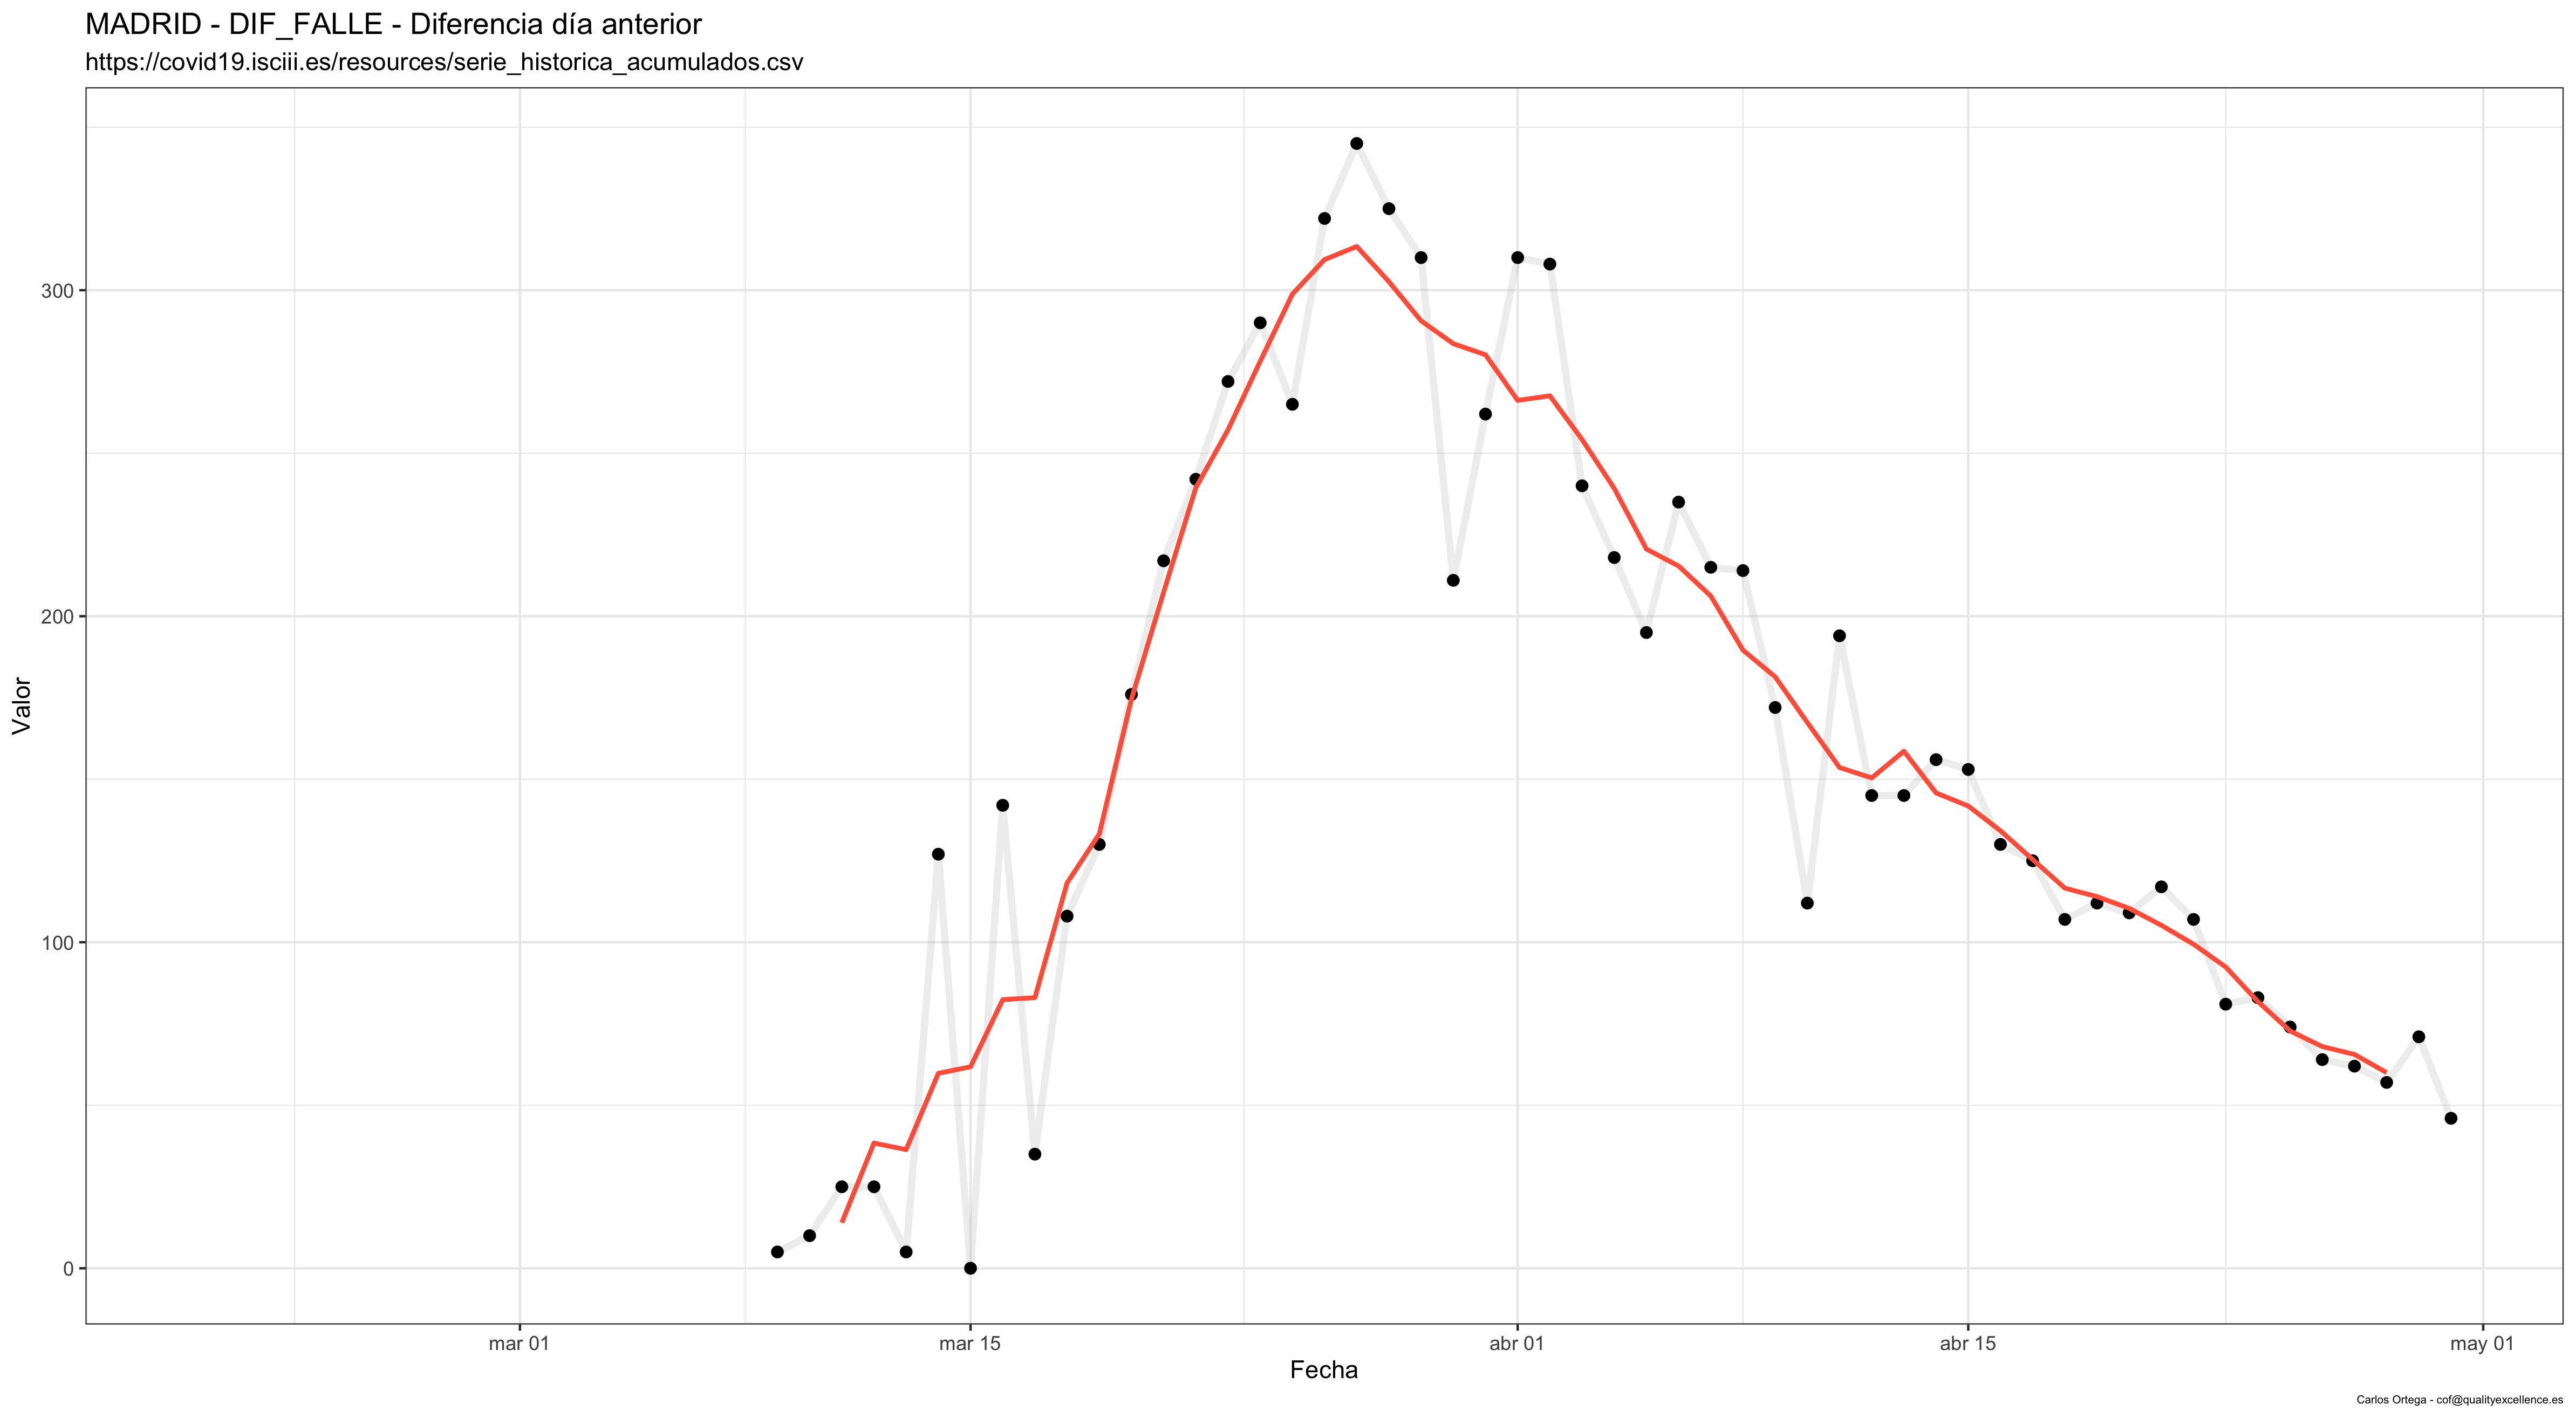 MADRID - DIF_FALLE - Diferencia día anterior
https://covid19.isciii.es/resources/serie_historica_acumulados.csv
300
200
100
0
Valor
mar 01
mar 15
abr 01
abr 15
may 01
Fecha
Carlos Ortega - cof@qualityexcellence.es